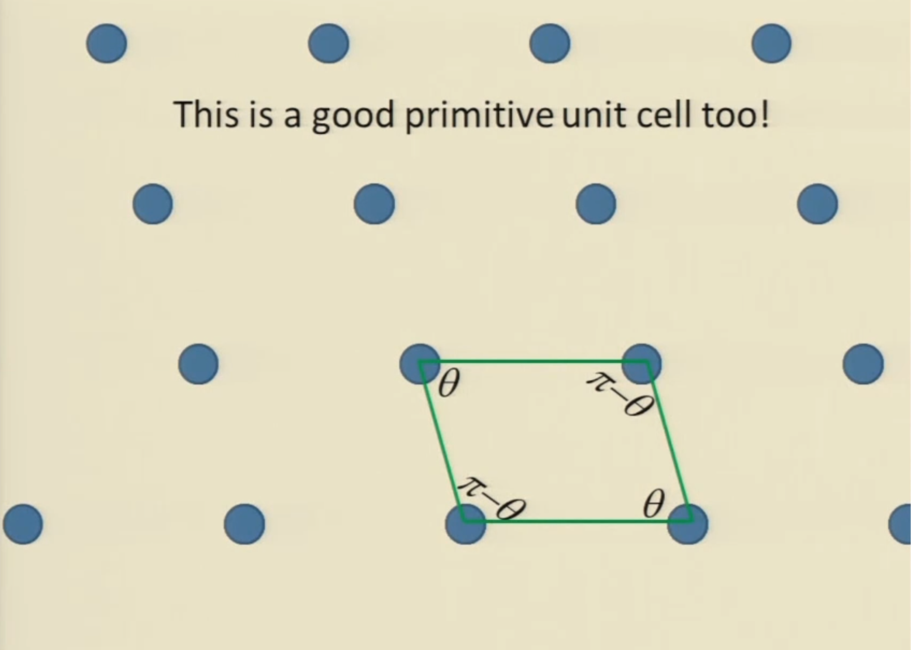 This is a good primitive unit cell too!
θ
π−θ
π−θ
θ